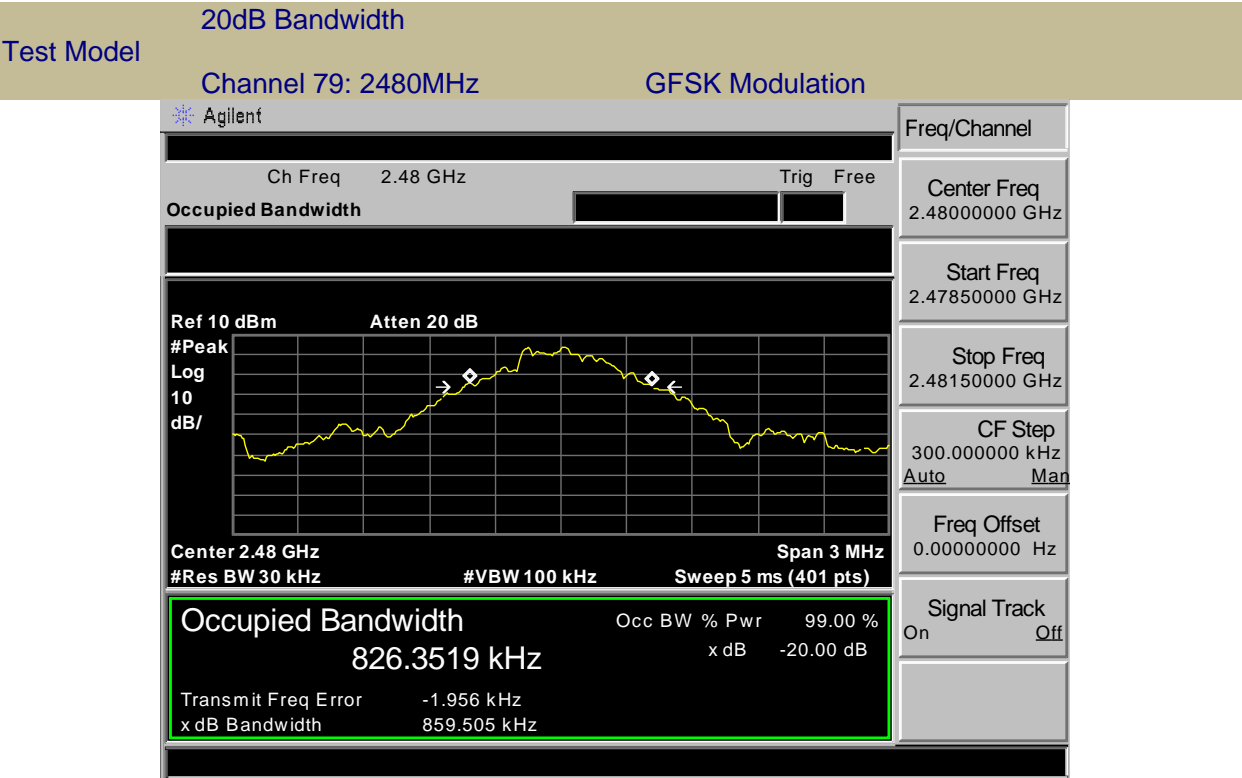 20dB Bandwidth
Test Model
Channel 79: 2480MHz GFSK Modulation
Agilent
Freq/Channel
Ch Freq 2.48 GHz Trig Free
Occupied Bandwidth
Center Freq
2.48000000 GHz
Start Freq
2.47850000 GHz
Ref 10 dBm Atten 20 dB
#Peak
Log
10
dB/
Stop Freq
2.48150000 GHz
CF Step
300.000000 kHz
Auto Man
Freq Offset
0.00000000 Hz
Center 2.48 GHz Span 3 MHz
#Res BW 30 kHz #VBW 100 kHz Sweep 5 ms (401 pts)
Signal Track
On Off
Occupied Bandwidth Occ BW % Pwr 99.00 %
826.3519 kHz x dB -20.00 dB
Transmit Freq Error -1.956 kHz
x dB Bandwidth 859.505 kHz